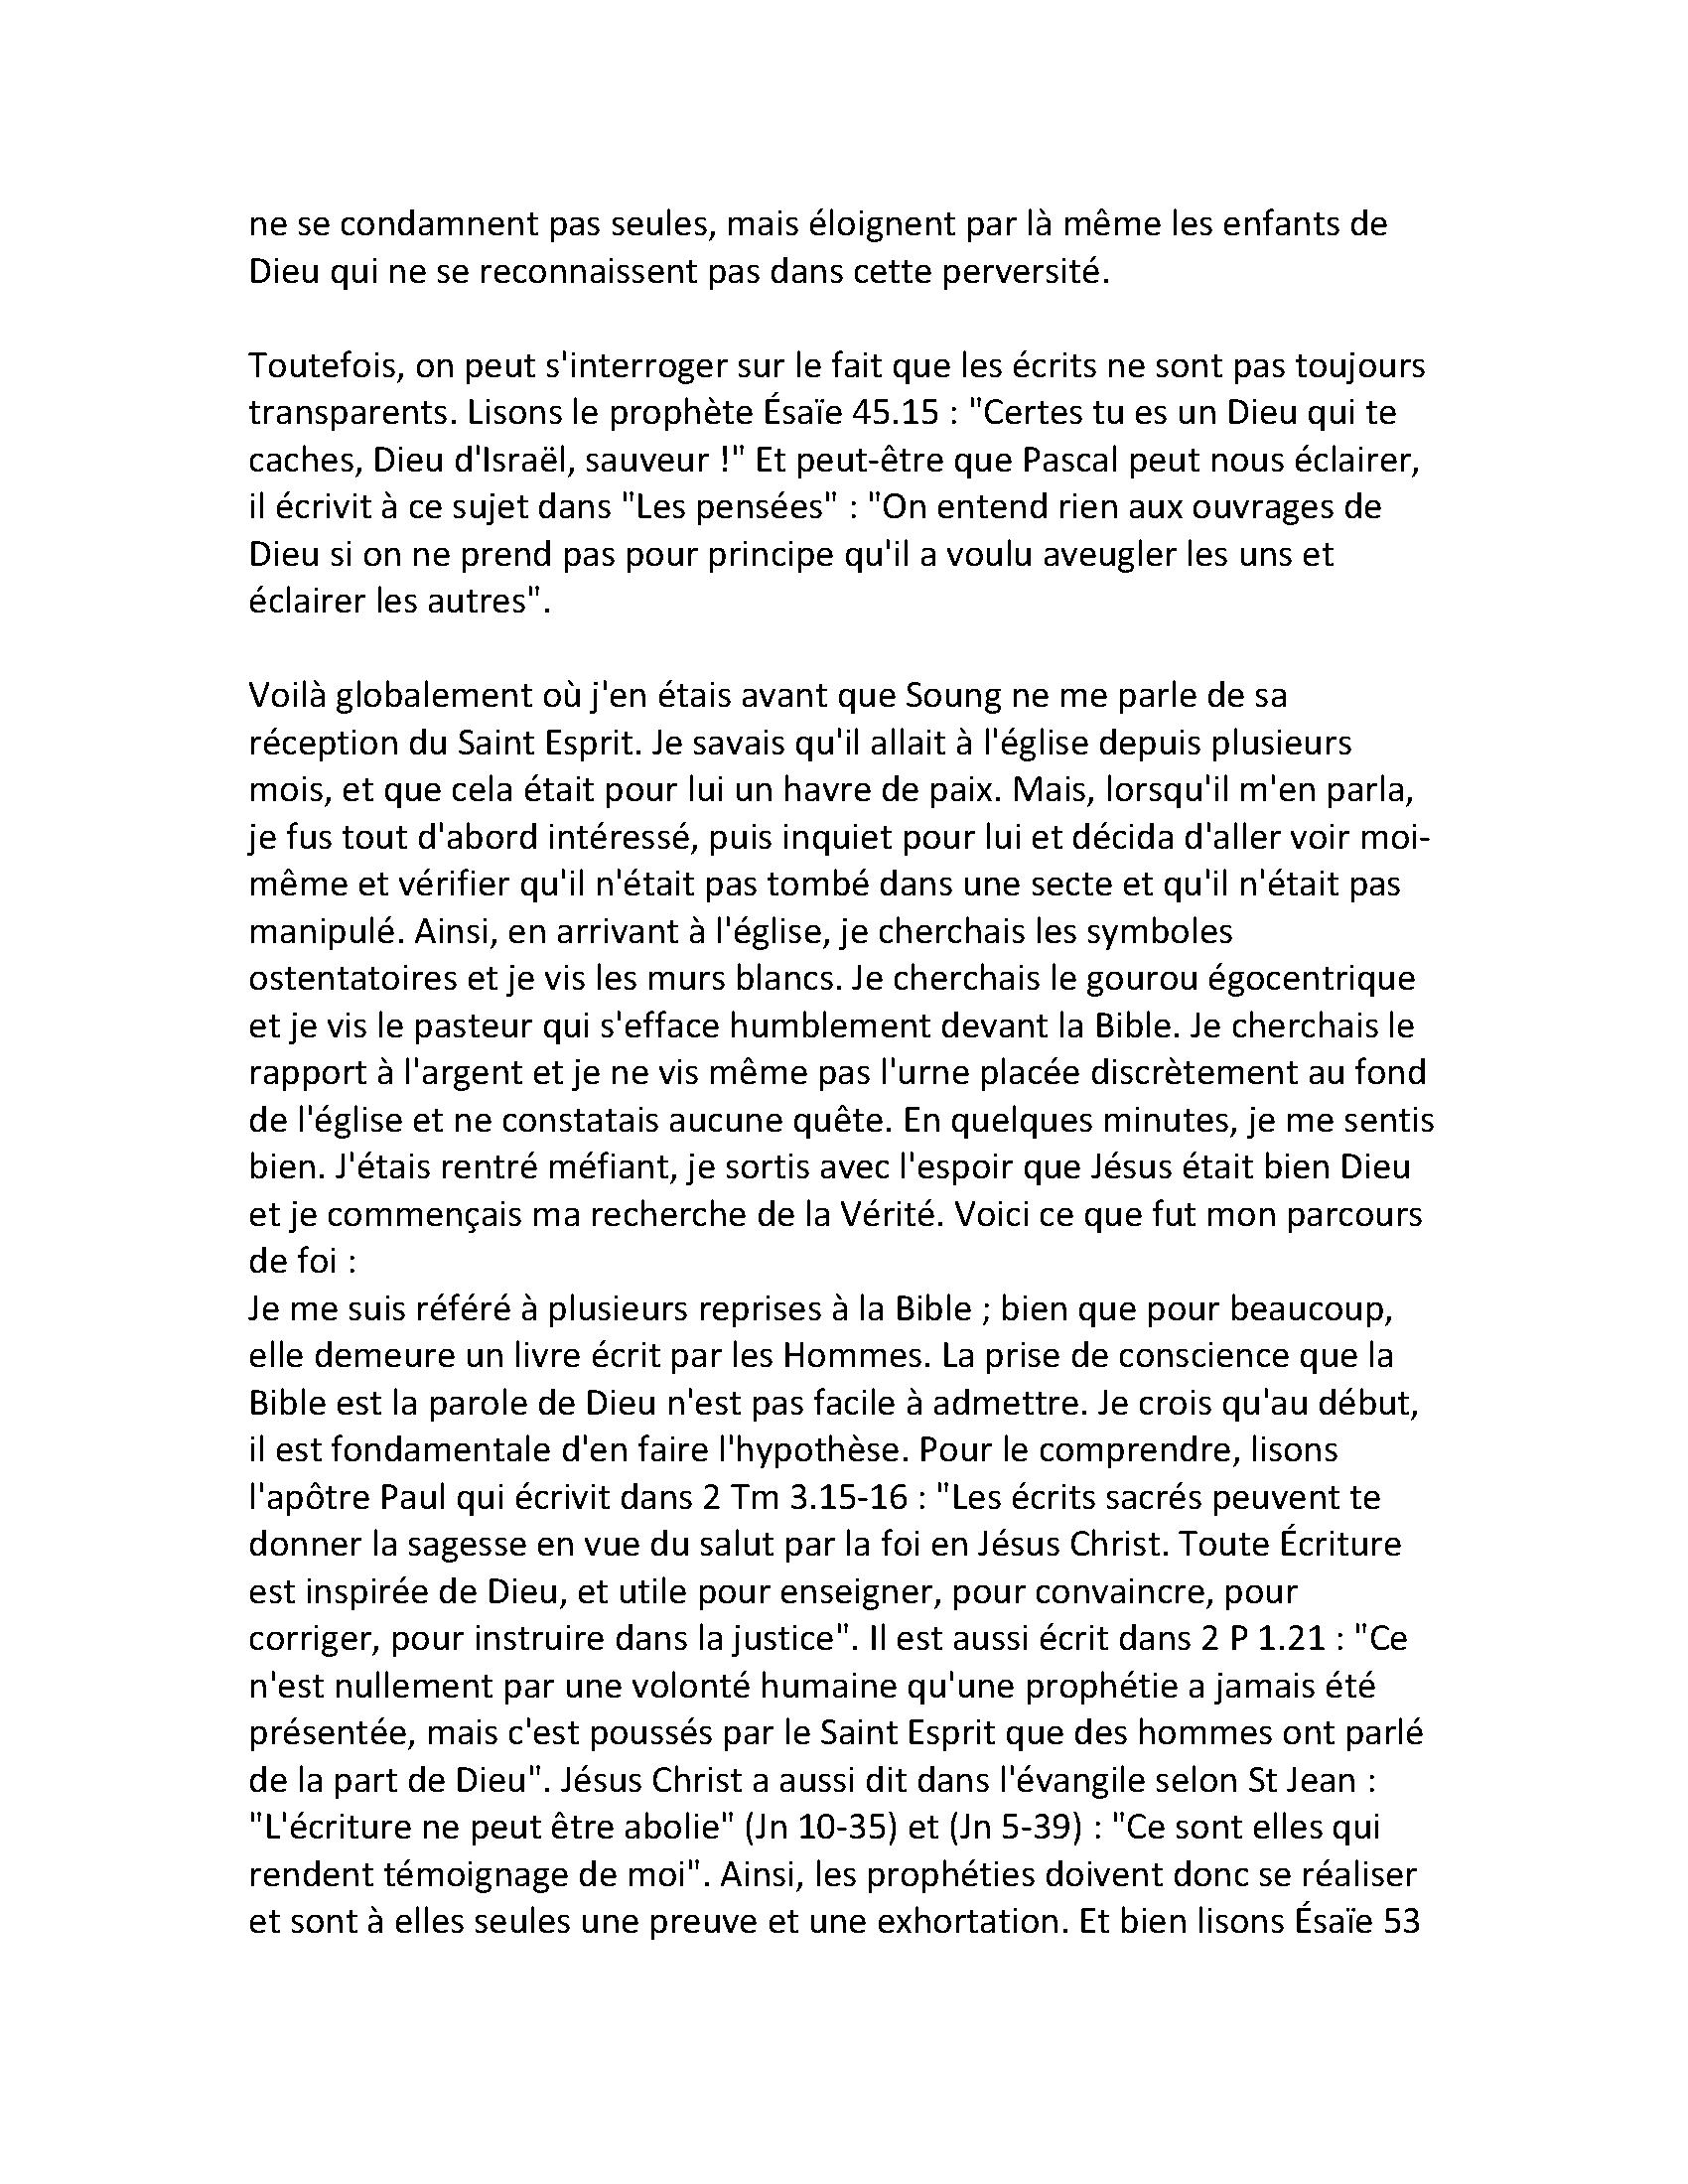 ne se condamnent pas seules, mais éloignent par là même les enfants de
Dieu qui ne se reconnaissent pas dans cette perversité.
Toutefois, on peut s'interroger sur le fait que les écrits ne sont pas toujours
transparents. Lisons le prophète Ésaïe 45.15 : "Certes tu es un Dieu qui te
caches, Dieu d'Israël, sauveur !" Et peut-être que Pascal peut nous éclairer,
il écrivit à ce sujet dans "Les pensées" : "On entend rien aux ouvrages de
Dieu si on ne prend pas pour principe qu'il a voulu aveugler les uns et
éclairer les autres".
Voilà globalement où j'en étais avant que Soung ne me parle de sa
réception du Saint Esprit. Je savais qu'il allait à l'église depuis plusieurs
mois, et que cela était pour lui un havre de paix. Mais, lorsqu'il m'en parla,
je fus tout d'abord intéressé, puis inquiet pour lui et décida d'aller voir moi-
même et vérifier qu'il n'était pas tombé dans une secte et qu'il n'était pas
manipulé. Ainsi, en arrivant à l'église, je cherchais les symboles
ostentatoires et je vis les murs blancs. Je cherchais le gourou égocentrique
et je vis le pasteur qui s'efface humblement devant la Bible. Je cherchais le
rapport à l'argent et je ne vis même pas l'urne placée discrètement au fond
de l'église et ne constatais aucune quête. En quelques minutes, je me sentis
bien. J'étais rentré méfiant, je sortis avec l'espoir que Jésus était bien Dieu
et je commençais ma recherche de la Vérité. Voici ce que fut mon parcours
de foi :
Je me suis référé à plusieurs reprises à la Bible ; bien que pour beaucoup,
elle demeure un livre écrit par les Hommes. La prise de conscience que la
Bible est la parole de Dieu n'est pas facile à admettre. Je crois qu'au début,
il est fondamentale d'en faire l'hypothèse. Pour le comprendre, lisons
l'apôtre Paul qui écrivit dans 2 Tm 3.15-16 : "Les écrits sacrés peuvent te
donner la sagesse en vue du salut par la foi en Jésus Christ. Toute Écriture
est inspirée de Dieu, et utile pour enseigner, pour convaincre, pour
corriger, pour instruire dans la justice". Il est aussi écrit dans 2 P 1.21 : "Ce
n'est nullement par une volonté humaine qu'une prophétie a jamais été
présentée, mais c'est poussés par le Saint Esprit que des hommes ont parlé
de la part de Dieu". Jésus Christ a aussi dit dans l'évangile selon St Jean :
"L'écriture ne peut être abolie" (Jn 10-35) et (Jn 5-39) : "Ce sont elles qui
rendent témoignage de moi". Ainsi, les prophéties doivent donc se réaliser
et sont à elles seules une preuve et une exhortation. Et bien lisons Ésaïe 53